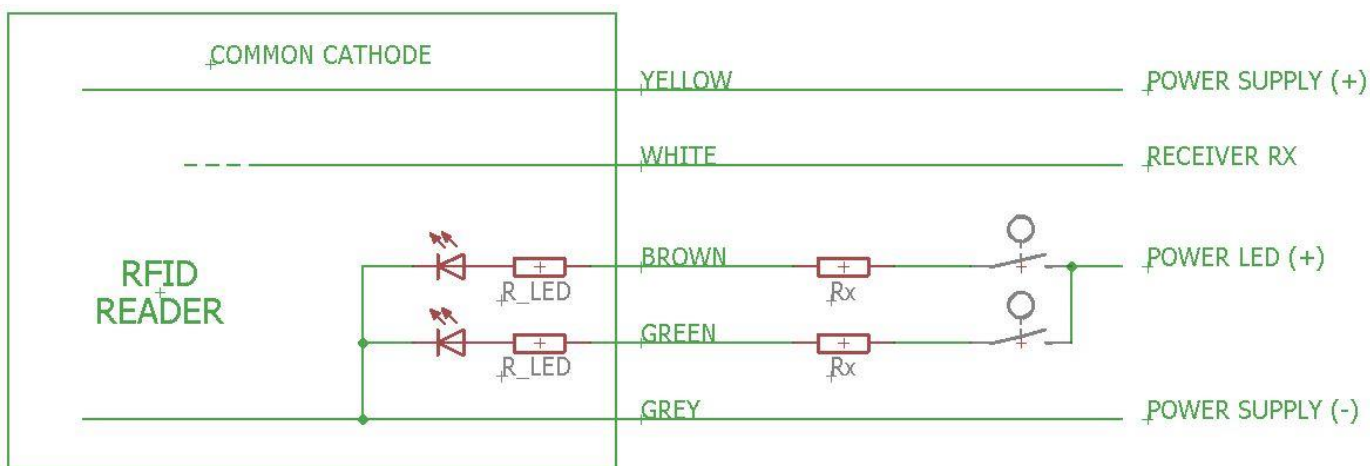 COMMON CATHODE
YELLOW
POWER SUPPLY (+)
WHITE
RECEIVER RX
BROWN
POWER LED (+)
R_LED
Rx
RFID
READER
GREEN
R_LED
Rx
GREY
POWER SUPPLY (-)